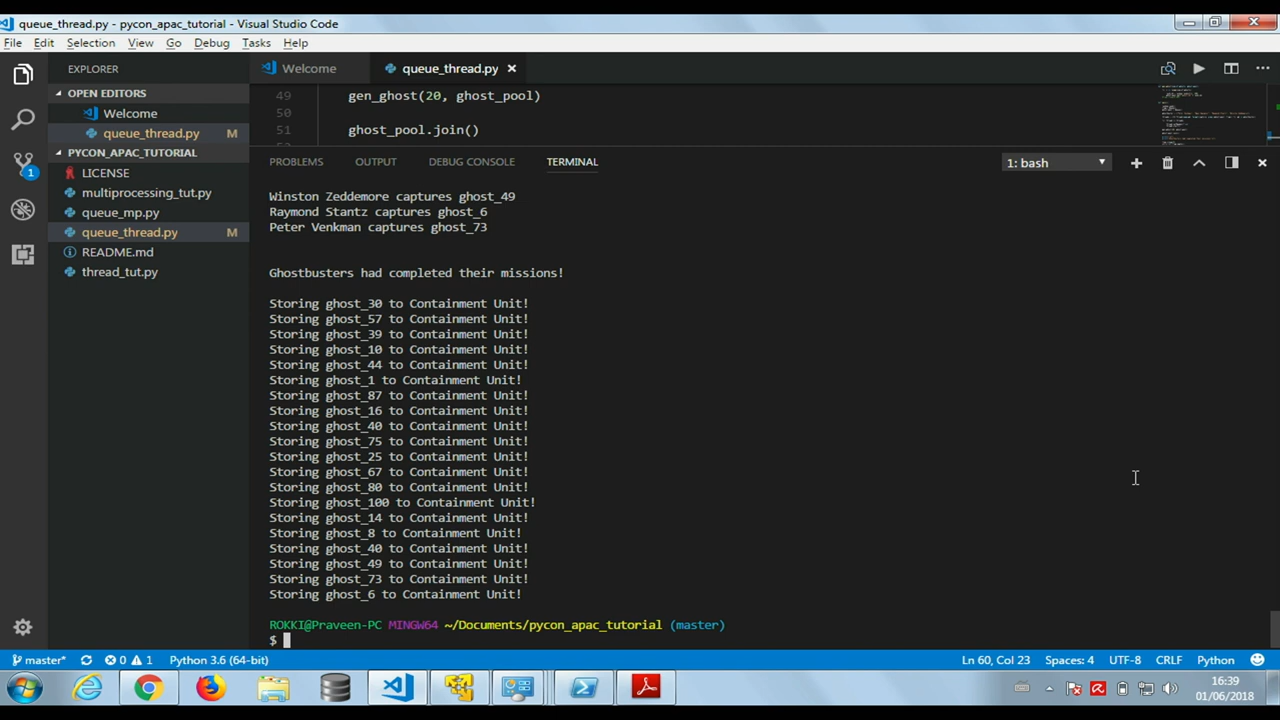 queue_thread.py - pycon_apac_tutorial - Visual Studio Code
File Edit Selection View Go Debug Tasks Help
EXPLORER
OPEN EDITORS
Welcome
queue_thread.py M
PYCON_APAC_TUTORIAL
LICENSE
multiprocessing_tut.py
queue_mp.py
queue_thread.py M
README.md
thread_tut.py
1
Welcome
queue_thread.py
49 gen_ghost(20, ghost_pool)
50
51 ghost_pool.join()
PROBLEMS OUTPUT DEBUG CONSOLE TERMINAL
1: bash
Winston Zeddemore captures ghost_49
Raymond Stantz captures ghost_6
Peter Venkman captures ghost_73
Ghostbusters had completed their missions!
Storing ghost_30 to Containment Unit!
Storing ghost_57 to Containment Unit!
Storing ghost_39 to Containment Unit!
Storing ghost_10 to Containment Unit!
Storing ghost_44 to Containment Unit!
Storing ghost_1 to Containment Unit!
Storing ghost_87 to Containment Unit!
Storing ghost_16 to Containment Unit!
Storing ghost_40 to Containment Unit!
Storing ghost_75 to Containment Unit!
Storing ghost_25 to Containment Unit!
Storing ghost_67 to Containment Unit!
Storing ghost_80 to Containment Unit!
Storing ghost_100 to Containment Unit!
Storing ghost_14 to Containment Unit!
Storing ghost_8 to Containment Unit!
Storing ghost_40 to Containment Unit!
Storing ghost_49 to Containment Unit!
Storing ghost_73 to Containment Unit!
Storing ghost_6 to Containment Unit!
ROKKI@Praveen-PC MINGW64 ~/Documents/pycon_apac_tutorial (master)
$
master* 0 1 Python 3.6 (64-bit) Ln 60, Col 23 Spaces: 4 UTF-8 CRLF Python
16:39
01/06/2018